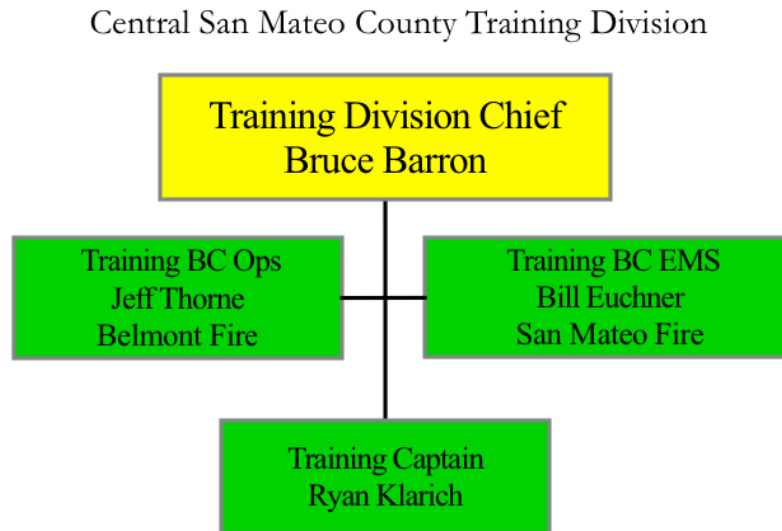 Central San Mateo County Training Division
Training Division Chief
Bruce Barron
Training BC Ops
Jeff Thorne
Belmont Fire
Training BC EMS
Bill Euchner
San Mateo Fire
Training Captain
Ryan Klarich